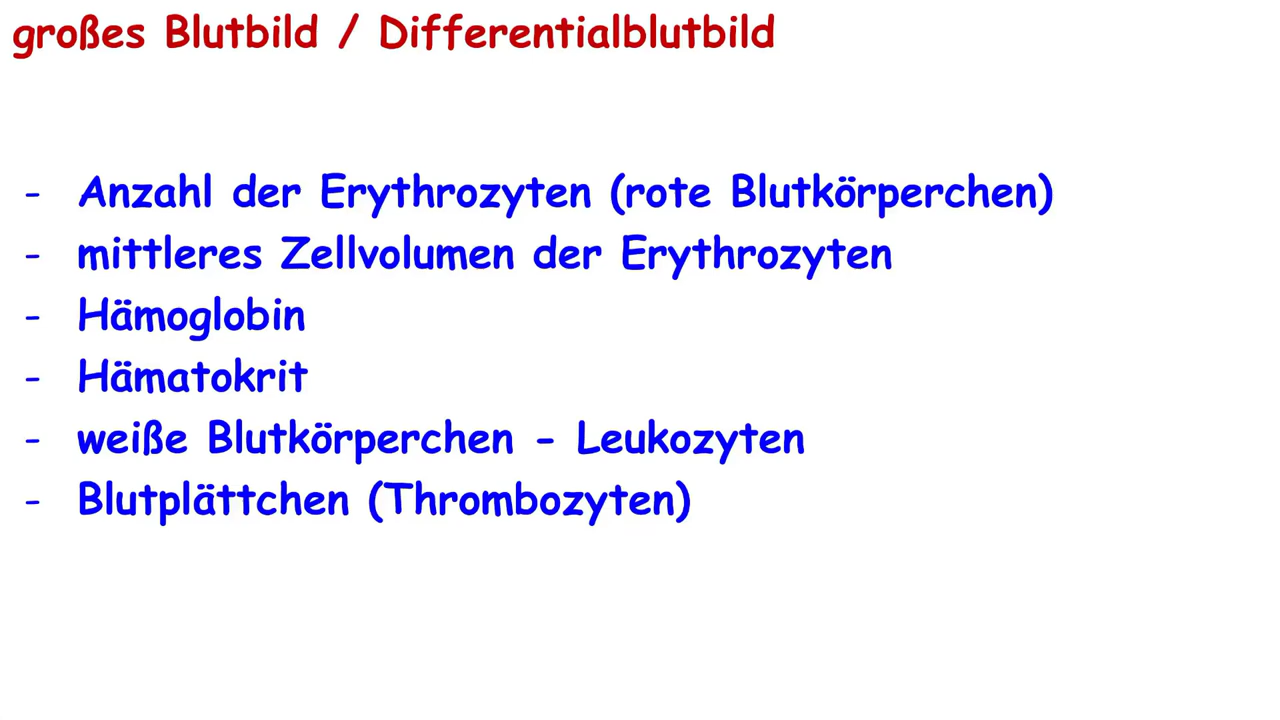 großes Blutbild / Differentialblutbild
- Anzahl der Erythrozyten (rote Blutkörperchen)
- mittleres Zellvolumen der Erythrozyten
- Hämoglobin
- Hämatokrit
- weiße Blutkörperchen - Leukozyten
- Blutplättchen (Thrombozyten)